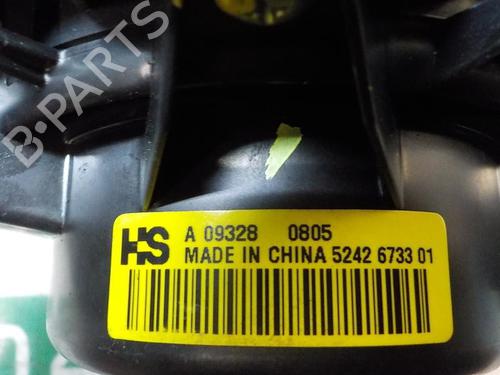 B-PARTS
HS A 09328 0805
MADE IN CHINA 5242 6733 01